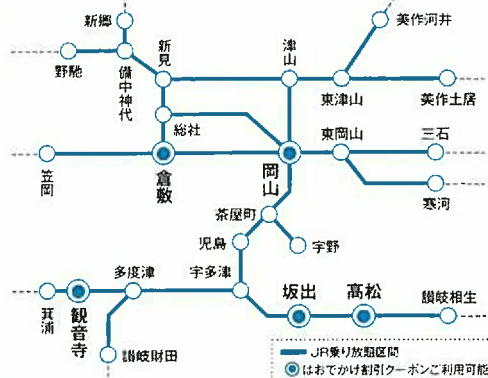 新郷
美作河井
新見
津山
野馳
備中神代
東津山
美作土居
総社
東岡山
三石
笠岡
倉敷
岡山
寒河
茶屋町
児島
宇野
多度津
宇多津
坂出
髙松
讃岐相生
箕浦
観音寺
讃岐財田
JR乗り放題区間
はおでかけ割引クーポンご利用可能